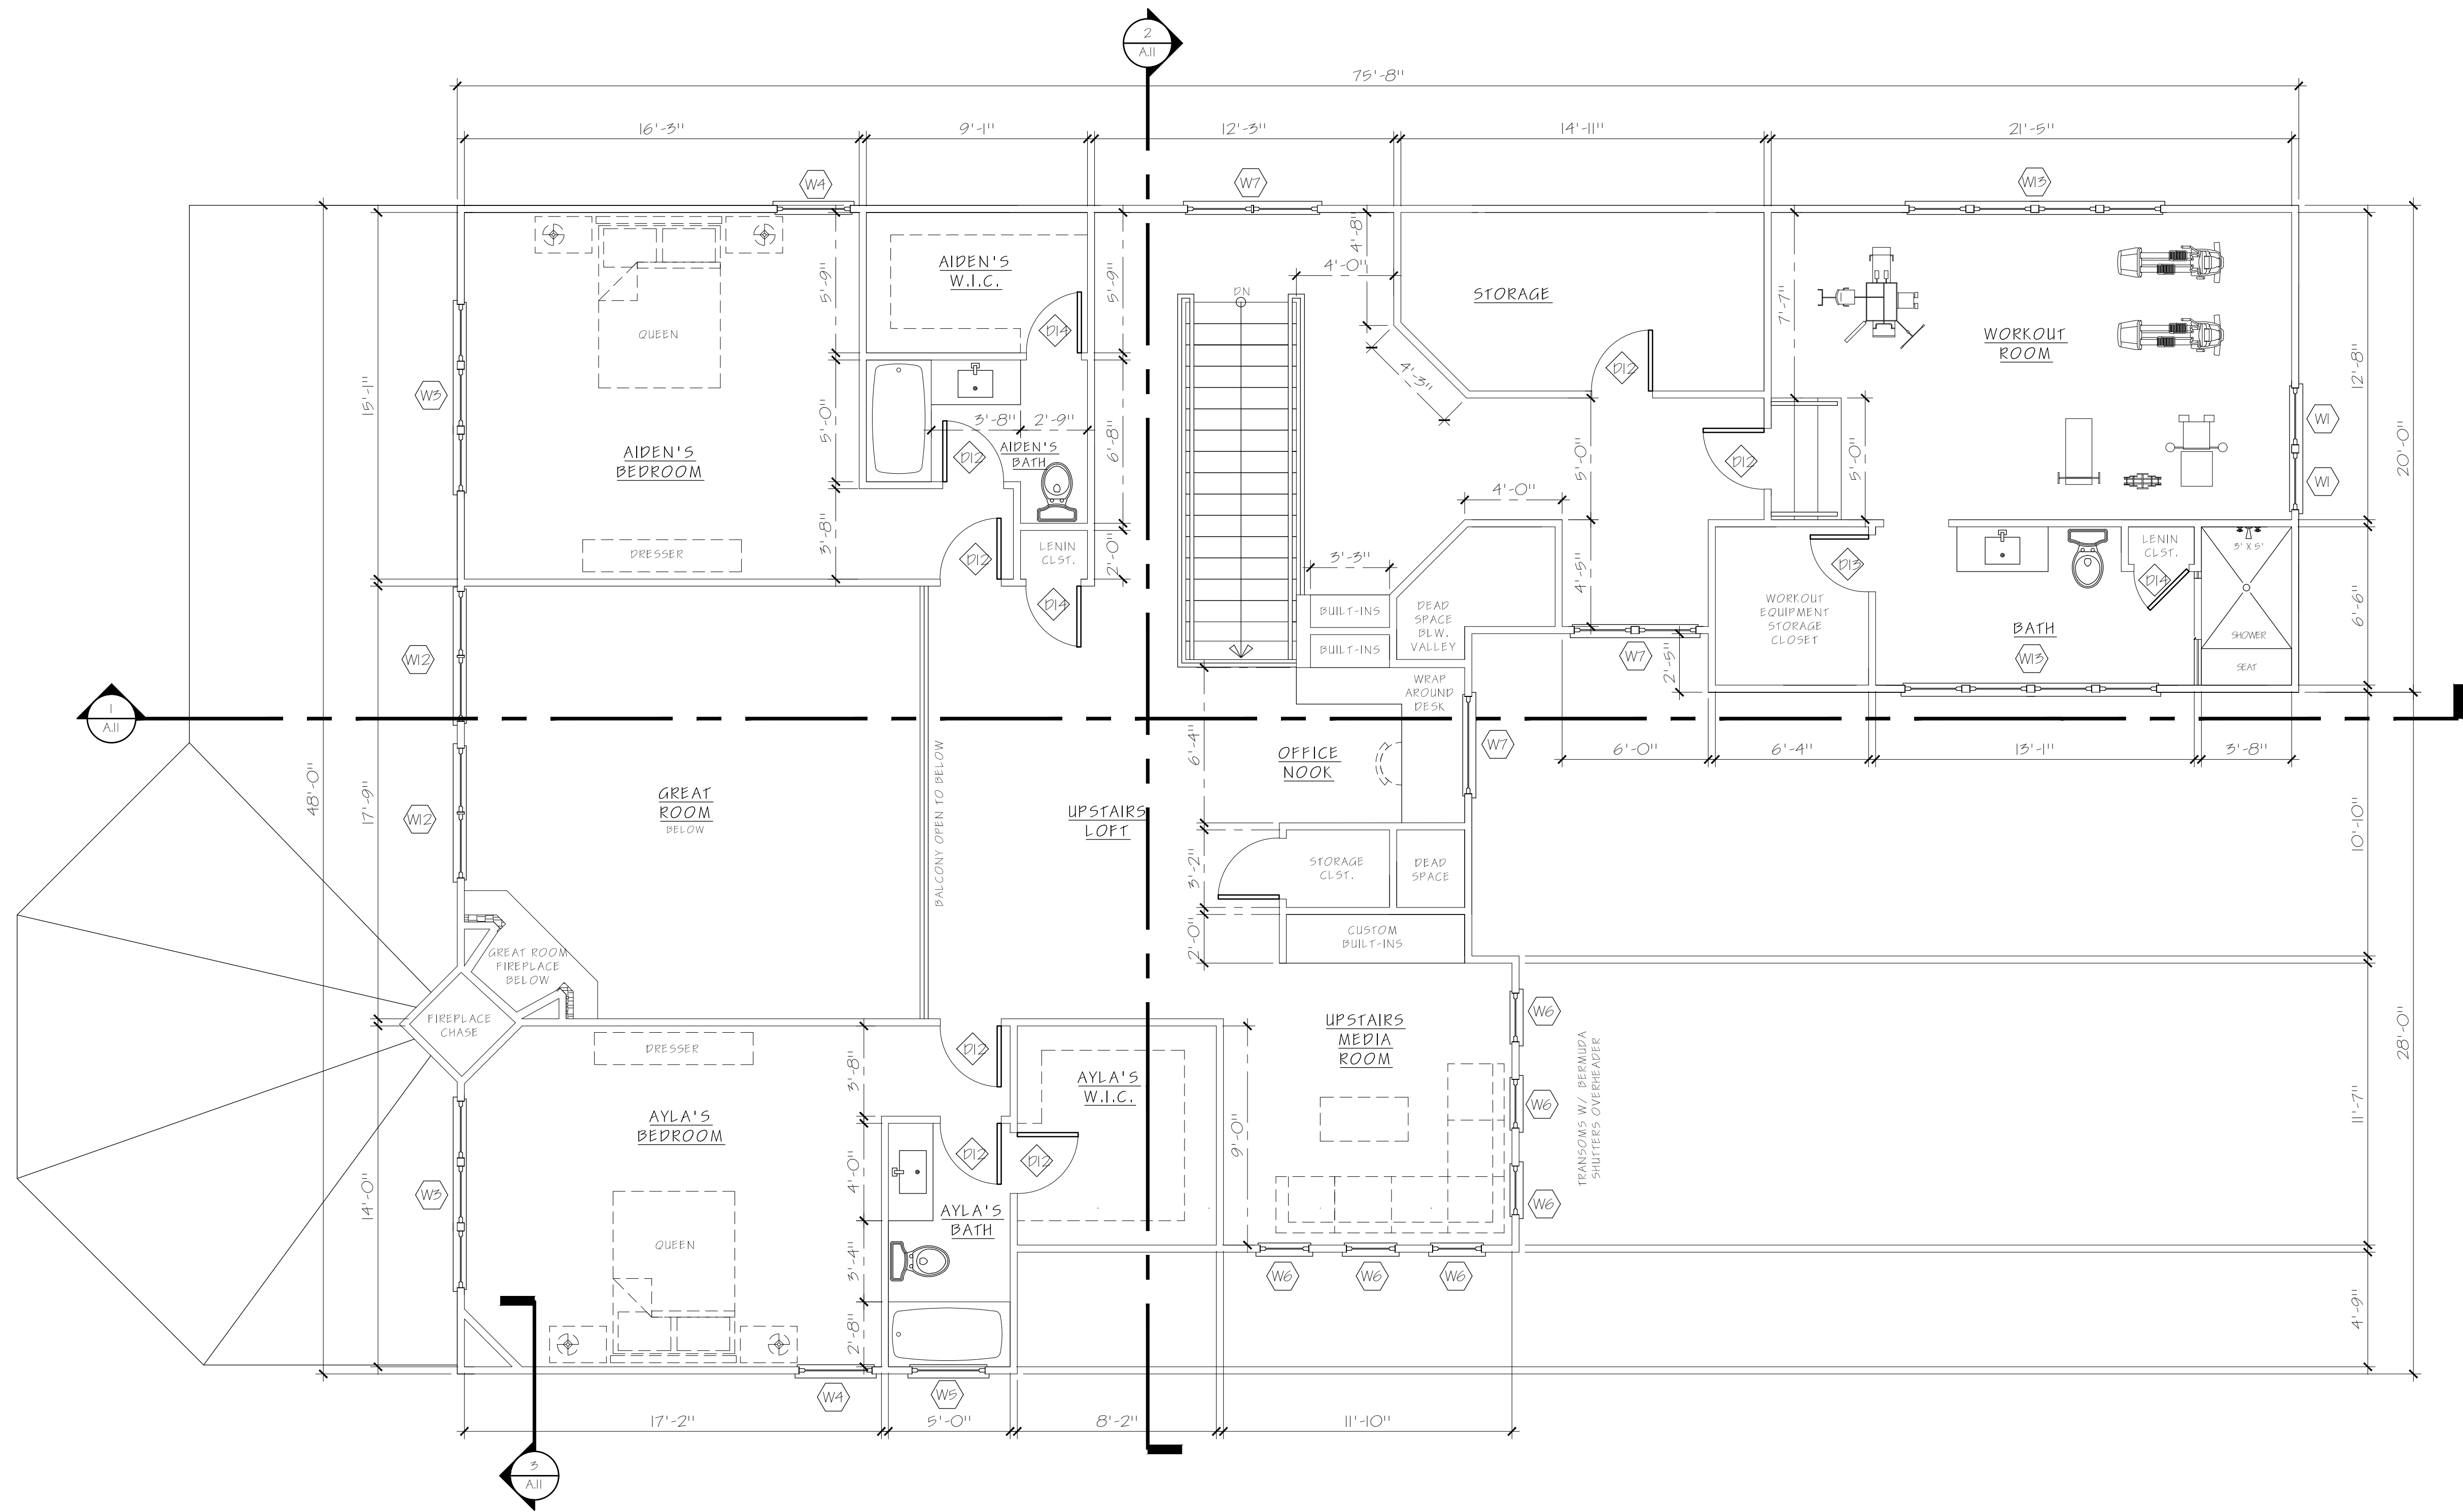 2
A.11
75'-8"
16'-3"
9'-1"
12'-3"
14'-11"
21'-5"
W4
W7
W13
AIDEN'S
W.I.C.
5'-9"
5'-9"
D14
QUEEN
4'-8"
4'-0"
DN
4'-3"
STORAGE
D12
7'-7"
WORKOUT
ROOM
12'-8"
20'-0"
W1
W1
W3
15'-1"
AIDEN'S
BEDROOM
5'-0"
3'-8"
2'-9"
AIDEN'S
BATH
D12
6'-8"
5'-0"
D12
5'-0"
4'-0"
DRESSER
3'-8"
D12
LENIN
CLST.
2'-0"
D14
3'-3"
4'-5"
BUILT-INS
BUILT-INS
DEAD
SPACE
BLW.
VALLEY
W7
2'-5"
D13
WORKOUT
EQUIPMENT
STORAGE
CLOSET
BATH
W13
LENIN
CLST.
D14
3' X 5'
SHOWER
SEAT
6'-6"
W12
W12
1
A.11
48'-0"
17'-9"
GREAT
ROOM
BELOW
BALCONY OPEN TO BELOW
UPSTAIRS
LOFT
6'-4"
WRAP
AROUND
DESK
OFFICE
NOOK
W7
6'-0"
6'-4"
13'-1"
3'-8"
10'-10"
3'-2"
STORAGE
CLST.
DEAD
SPACE
2'-0"
CUSTOM
BUILT-INS
GREAT ROOM
FIREPLACE
BELOW
FIREPLACE
CHASE
DRESSER
3'-8"
D12
AYLA'S
W.I.C.
UPSTAIRS
MEDIA
ROOM
W6
W6
W6
TRANSOMS W/ BERMUDA
SHUTTERS OVERHEADER
28'-0"
11'-7"
AYLA'S
BEDROOM
W3
14'-0"
4'-0"
D12
D12
9'-0"
AYLA'S
BATH
QUEEN
3'-4"
2'-8"
W6
W6
W6
4'-9"
W4
W5
17'-2"
5'-0"
8'-2"
11'-10"
3
A.11